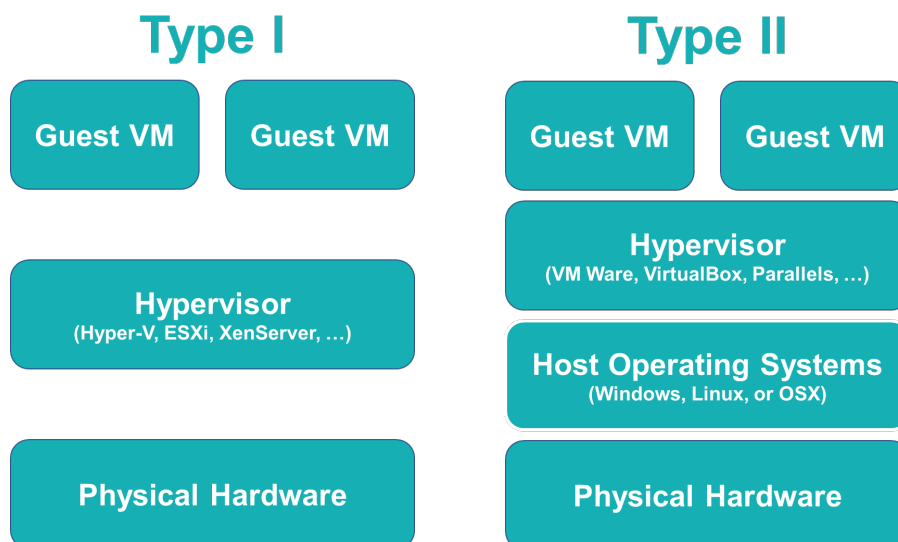 Type I
Guest VM
Guest VM
Hypervisor
(Hyper-V, ESXi, XenServer, ...)
Physical Hardware
Type II
Guest VM
Guest VM
Hypervisor
(VM Ware, VirtualBox, Parallels, ...)
Host Operating Systems
(Windows, Linux, or OSX)
Physical Hardware